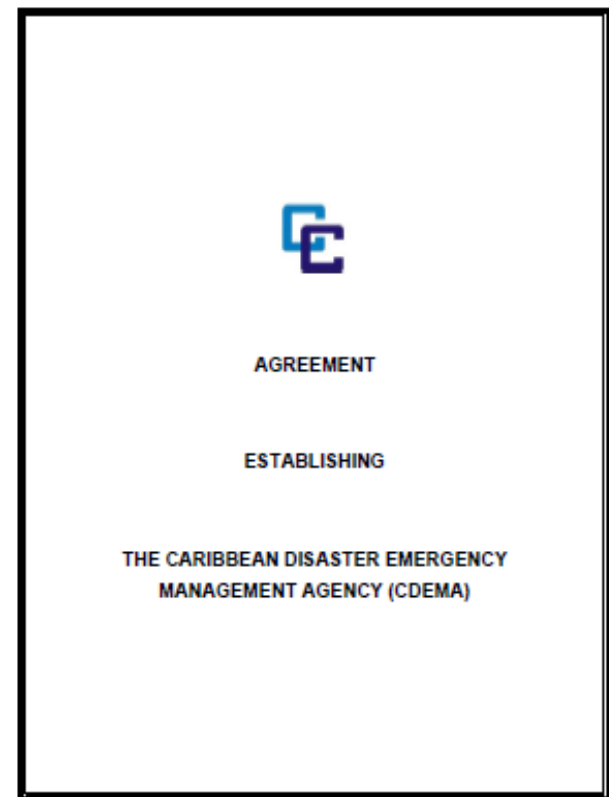 AGREEMENT
ESTABLISHING
THE CARIBBEAN DISASTER EMERGENCY
MANAGEMENT AGENCY (CDEMA)